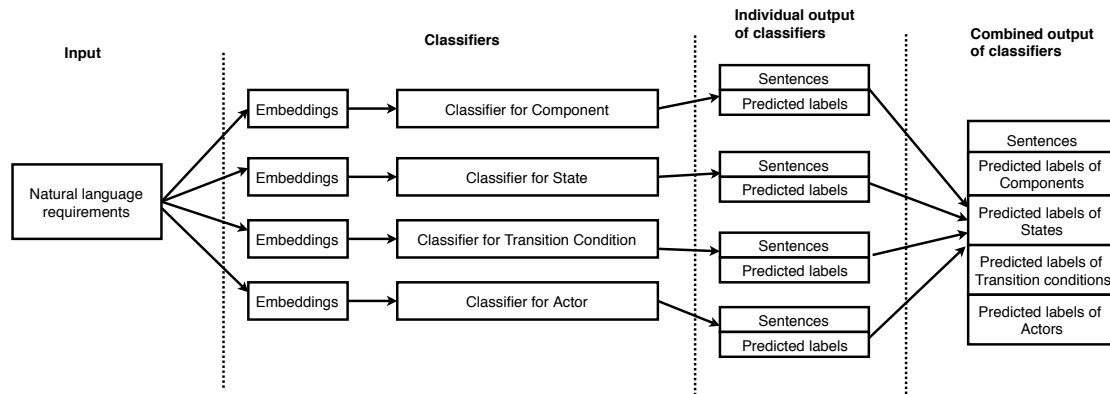 Input
Classifiers
Individual output
of classifiers
Combined output
of classifiers
Natural language
requirements
Embeddings
Classifier for Component
Sentences
Predicted labels
Embeddings
Classifier for State
Sentences
Predicted labels
Embeddings
Classifier for Transition Condition
Sentences
Predicted labels
Embeddings
Classifier for Actor
Sentences
Predicted labels
Sentences
Predicted labels of
Components
Predicted labels of
States
Predicted labels of
Transition conditions
Predicted labels of
Actors